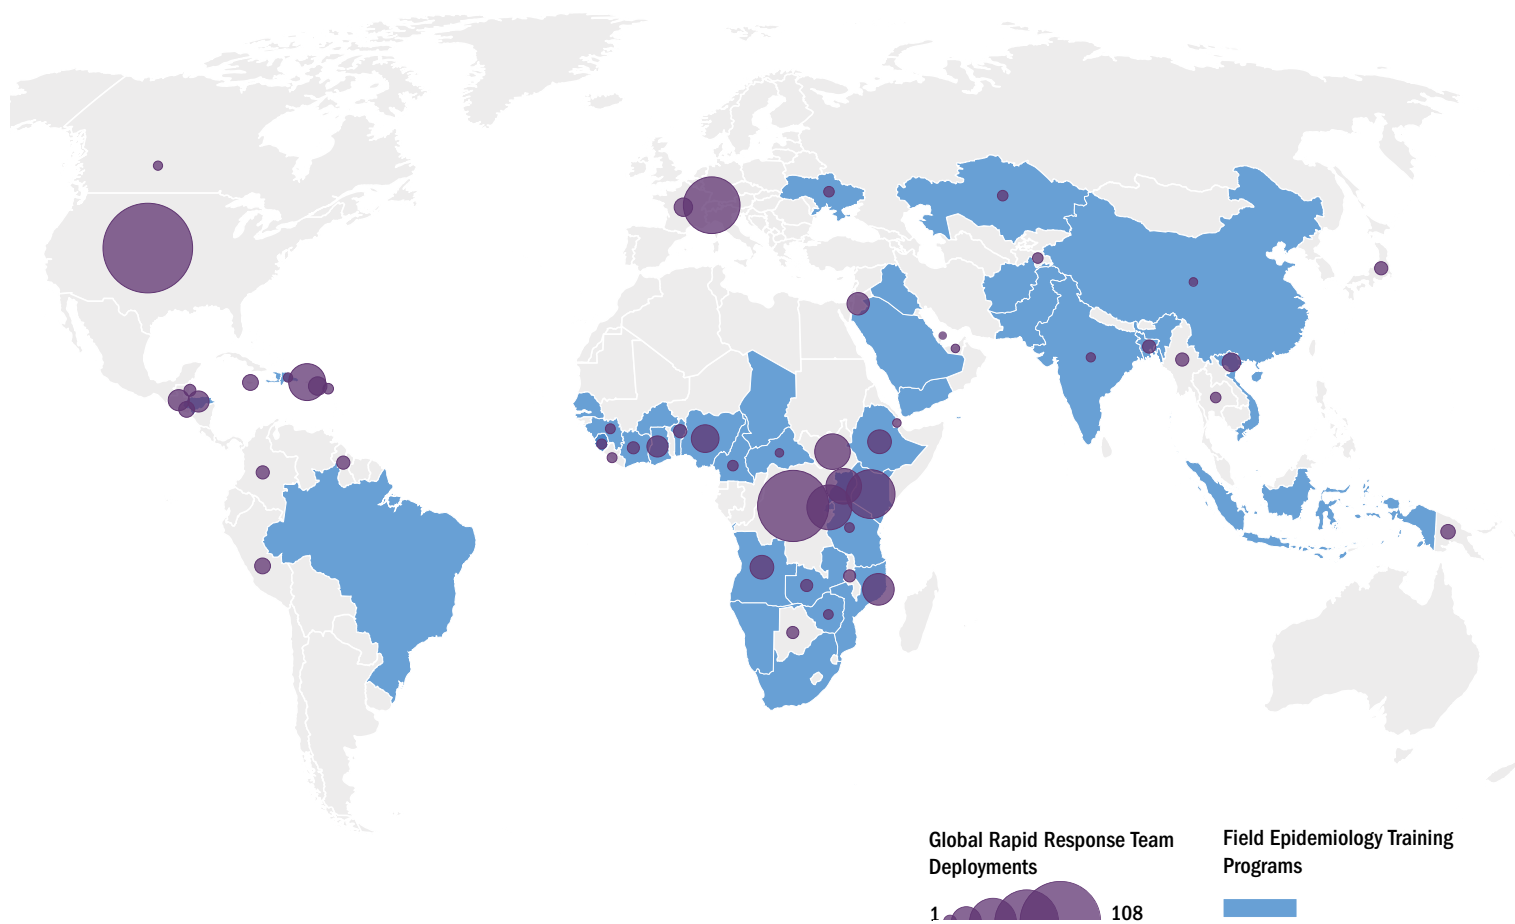 Global Rapid Response Team
Deployments
1
108
Field Epidemiology Training
Programs